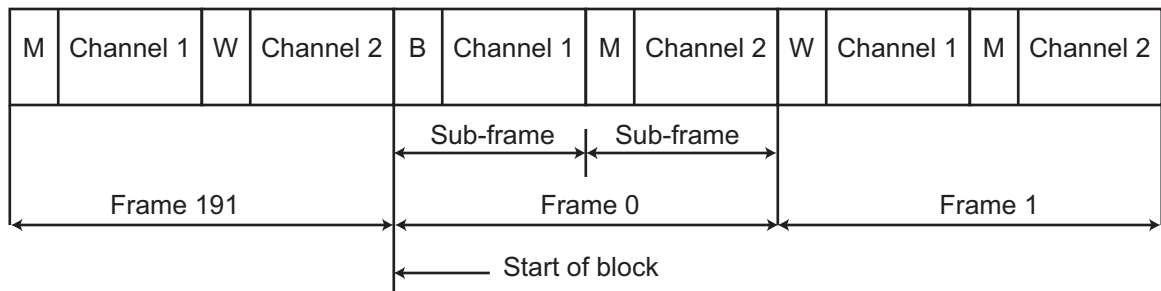 M Channel 1 W Channel 2 B Channel 1 M Channel 2 W Channel 1 M Channel 2
Sub-frame Sub-frame
Frame 191 Frame 0 Frame 1
Start of block